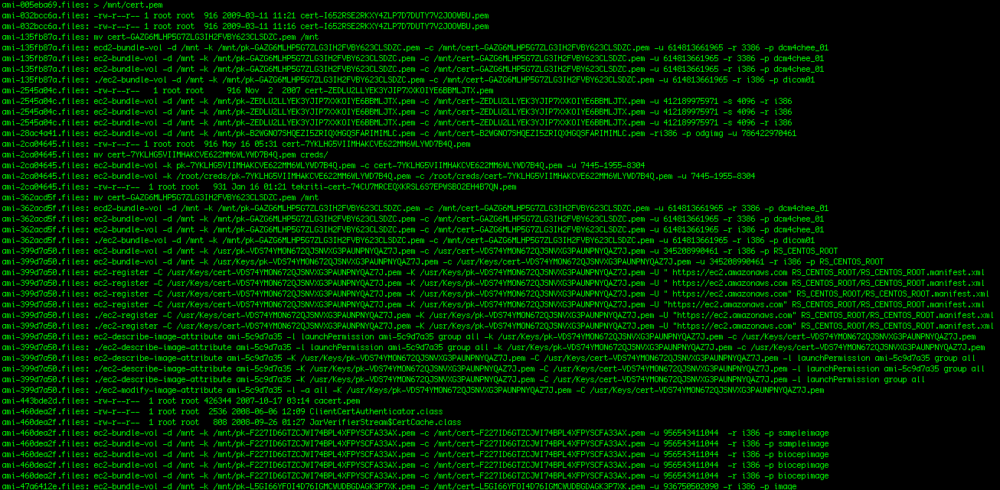 ami-005eba69.files: > /mnt/cert.pem
ami-032bcc6a.files: -rw-r--r-- 1 root root  916 2009-03-11 11:21 cert-I652RSE2RKXY4ZLP7D7DUTY7V2JOOWBU.pem
ami-032bcc6a.files: -rw-r--r-- 1 root root  916 2009-03-11 11:16 cert-I652RSE2RKXY4ZLP7D7DUTY7V2JOOWBU.pem
ami-135fb87a.files: mv cert-GAZG6MLHP5G7ZLG3IH2FVBY623CLSDZC.pem /mnt
ami-135fb87a.files: ecd2-bundle-vol -d /mnt -k /mnt/pk-GAZG6MLHP5G7ZLG3IH2FVBY623CLSDZC.pem -c /mnt/cert-GAZG6MLHP5G7ZLG3IH2FVBY623CLSDZC.pem -u 614813661965 -r 3386 -p dcm4chee_01
ami-135fb87a.files: ec2-bundle-vol -d /mnt -k /mnt/pk-GAZG6MLHP5G7ZLG3IH2FVBY623CLSDZC.pem -c /mnt/cert-GAZG6MLHP5G7ZLG3IH2FVBY623CLSDZC.pem -u 614813661965 -r 3386 -p dcm4chee_01
ami-135fb87a.files: ec2-bundle-vol -d /mnt -k /mnt/pk-GAZG6MLHP5G7ZLG3IH2FVBY623CLSDZC.pem -c /mnt/cert-GAZG6MLHP5G7ZLG3IH2FVBY623CLSDZC.pem -u 614813661965 -r i386 -p dcm4chee_01
ami-135fb87a.files: ./ec2-bundle-vol -d /mnt -k /mnt/pk-GAZG6MLHP5G7ZLG3IH2FVBY623CLSDZC.pem -c /mnt/cert-GAZG6MLHP5G7ZLG3IH2FVBY623CLSDZC.pem -u 614813661965 -r i386 -p dicom01
ami-2545a04c.files: -rw-r--r--   1 root root     916 Nov  2  2007 cert-ZEDLU2LLYEK3YJIP7XXKOIYE6BBMLJTX.pem
ami-2545a04c.files: ec2-bundle-vol -d /mnt -k /mnt/pk-ZEDLU2LLYEK3YJIP7XXKOIYE6BBMLJTX.pem -c /mnt/cert-ZEDLU2LLYEK3YJIP7XXKOIYE6BBMLJTX.pem -u 412189975971 -s 4096 -r i386
ami-2545a04c.files: ec2-bundle-vol -d /mnt -k /mnt/pk-ZEDLU2LLYEK3YJIP7XXKOIYE6BBMLJTX.pem -c /mnt/cert-ZEDLU2LLYEK3YJIP7XXKOIYE6BBMLJTX.pem -u 412189975971 -s 4096 -r i386
ami-2545a04c.files: ec2-bundle-vol -d /mnt -k /mnt/pk-ZEDLU2LLYEK3YJIP7XXKOIYE6BBMLJTX.pem -c /mnt/cert-ZEDLU2LLYEK3YJIP7XXKOIYE6BBMLJTX.pem -u 412189975971 -s 4096 -r i386
ami-28ac4a41.files: ec2-bundle-vol -d /mnt -k /mnt/pk-B2WGNO7SHQEZI5ZRIQXHGQSFARIMIMLC.pem -c /mnt/cert-B2WGNO7SHQEZI5ZRIQXHGQSFARIMIMLC.pem -ri386 -p odgimg -u 786422970461
ami-2ca04645.files: -rw-r--r-- 1 root root  916 May 16 05:31 cert-7YKLHG5VIIMHAKCVE622MM6WLYWD7B4Q.pem
ami-2ca04645.files: mv cert-7YKLHG5VIIMHAKCVE622MM6WLYWD7B4Q.pem creds/
ami-2ca04645.files: ec2-bundle-vol -k pk-7YKLHG5VIIMHAKCVE622MM6WLYWD7B4Q.pem -c cert-7YKLHG5VIIMHAKCVE622MM6WLYWD7B4Q.pem -u 7445-1955-8304
ami-2ca04645.files: ec2-bundle-vol -k /root/creds/pk-7YKLHG5VIIMHAKCVE622MM6WLYWD7B4Q.pem -c /root/creds/cert-7YKLHG5VIIMHAKCVE622MM6WLYWD7B4Q.pem -u 7445-1955-8304
ami-2ca04645.files: -rw-r--r--  1 root root   931 Jan 16 01:21 tekriti-cert-74CU7MRCEQXKRSL6S7EPWSBO2EH4B7QN.pem
ami-362acd5f.files: mv cert-GAZG6MLHP5G7ZLG3IH2FVBY623CLSDZC.pem /mnt
ami-362acd5f.files: ecd2-bundle-vol -d /mnt -k /mnt/pk-GAZG6MLHP5G7ZLG3IH2FVBY623CLSDZC.pem -c /mnt/cert-GAZG6MLHP5G7ZLG3IH2FVBY623CLSDZC.pem -u 614813661965 -r 3386 -p dcm4chee_01
ami-362acd5f.files: ec2-bundle-vol -d /mnt -k /mnt/pk-GAZG6MLHP5G7ZLG3IH2FVBY623CLSDZC.pem -c /mnt/cert-GAZG6MLHP5G7ZLG3IH2FVBY623CLSDZC.pem -u 614813661965 -r 3386 -p dcm4chee_01
ami-362acd5f.files: ec2-bundle-vol -d /mnt -k /mnt/pk-GAZG6MLHP5G7ZLG3IH2FVBY623CLSDZC.pem -c /mnt/cert-GAZG6MLHP5G7ZLG3IH2FVBY623CLSDZC.pem -u 614813661965 -r i386 -p dcm4chee_01
ami-362acd5f.files: ./ec2-bundle-vol -d /mnt -k /mnt/pk-GAZG6MLHP5G7ZLG3IH2FVBY623CLSDZC.pem -c /mnt/cert-GAZG6MLHP5G7ZLG3IH2FVBY623CLSDZC.pem -u 614813661965 -r i386 -p dicom01
ami-399d7a50.files: ec2-bundle-vol -d /mnt -k /usr/pk-VDS74YMON672QJSNVXG3PAUNPNYQAZ7J.pem -c /usr/cert-VDS74YMON672QJSNVXG3PAUNPNYQAZ7J.pem -u 345208990461 -r i386 -p RS_CENTOS_ROOT
ami-399d7a50.files: ec2-bundle-vol -d /mnt -k /usr/Keys/pk-VDS74YMON672QJSNVXG3PAUNPNYQAZ7J.pem -c /usr/Keys/cert-VDS74YMON672QJSNVXG3PAUNPNYQAZ7J.pem -u 345208990461 -r i386 -p RS_CENTOS_ROOT
ami-399d7a50.files: ec2-register -C /usr/Keys/cert-VDS74YMON672QJSNVXG3PAUNPNYQAZ7J.pem -K /usr/Keys/pk-VDS74YMON672QJSNVXG3PAUNPNYQAZ7J.pem -U " https://ec2.amazonaws.com RS_CENTOS_ROOT/RS_CENTOS_ROOT.manifest.xml
ami-399d7a50.files: ec2-register -C /usr/Keys/cert-VDS74YMON672QJSNVXG3PAUNPNYQAZ7J.pem -K /usr/Keys/pk-VDS74YMON672QJSNVXG3PAUNPNYQAZ7J.pem -U " https://ec2.amazonaws.com RS_CENTOS_ROOT/RS_CENTOS_ROOT.manifest.xml
ami-399d7a50.files: ec2-register -C /usr/Keys/cert-VDS74YMON672QJSNVXG3PAUNPNYQAZ7J.pem -K /usr/Keys/pk-VDS74YMON672QJSNVXG3PAUNPNYQAZ7J.pem -U " https://ec2.amazonaws.com" RS_CENTOS_ROOT/RS_CENTOS_ROOT.manifest.xml
ami-399d7a50.files: ec2-register -C /usr/Keys/cert-VDS74YMON672QJSNVXG3PAUNPNYQAZ7J.pem -K /usr/Keys/pk-VDS74YMON672QJSNVXG3PAUNPNYQAZ7J.pem -U "https://ec2.amazonaws.com" RS_CENTOS_ROOT/RS_CENTOS_ROOT.manifest.xml
ami-399d7a50.files: ./ec2-register -C /usr/Keys/cert-VDS74YMON672QJSNVXG3PAUNPNYQAZ7J.pem -K /usr/Keys/pk-VDS74YMON672QJSNVXG3PAUNPNYQAZ7J.pem -U "https://ec2.amazonaws.com" RS_CENTOS_ROOT/RS_CENTOS_ROOT.manifest.xml
ami-399d7a50.files: ./ec2-register -C /usr/Keys/cert-VDS74YMON672QJSNVXG3PAUNPNYQAZ7J.pem -K /usr/Keys/pk-VDS74YMON672QJSNVXG3PAUNPNYQAZ7J.pem -U "https://ec2.amazonaws.com" RS_CENTOS_ROOT/RS_CENTOS_ROOT.manifest.xml
ami-399d7a50.files: ec2-describe-image-attribute ami-5c9d7a35 -l launchPermission ami-5c9d7a35 group all -k /usr/Keys/pk-VDS74YMON672QJSNVXG3PAUNPNYQAZ7J.pem -c /usr/Keys/cert-VDS74YMON672QJSNVXG3PAUNPNYQAZ7J.pem
ami-399d7a50.files: ./ec2-describe-image-attribute ami-5c9d7a35 -l launchPermission ami-5c9d7a35 group all -k /usr/Keys/pk-VDS74YMON672QJSNVXG3PAUNPNYQAZ7J.pem -c /usr/Keys/cert-VDS74YMON672QJSNVXG3PAUNPNYQAZ7J.pem
ami-399d7a50.files: ec2-describe-image-attribute ami-5c9d7a35 -K /usr/Keys/pk-VDS74YMON672QJSNVXG3PAUNPNYQAZ7J.pem -C /usr/Keys/cert-VDS74YMON672QJSNVXG3PAUNPNYQAZ7J.pem -l launchPermission ami-5c9d7a35 group all
ami-399d7a50.files: ./ec2-describe-image-attribute ami-5c9d7a35 -K /usr/Keys/pk-VDS74YMON672QJSNVXG3PAUNPNYQAZ7J.pem -C /usr/Keys/cert-VDS74YMON672QJSNVXG3PAUNPNYQAZ7J.pem -l launchPermission ami-5c9d7a35 group all
ami-399d7a50.files: ./ec2-describe-image-attribute ami-5c9d7a35 -K /usr/Keys/pk-VDS74YMON672QJSNVXG3PAUNPNYQAZ7J.pem -C /usr/Keys/cert-VDS74YMON672QJSNVXG3PAUNPNYQAZ7J.pem -l launchPermission group all
ami-399d7a50.files: ./ec2-modify-image-attribute ami-5c9d7a35 -l -a all -K /usr/Keys/pk-VDS74YMON672QJSNVXG3PAUNPNYQAZ7J.pem -C /usr/Keys/cert-VDS74YMON672QJSNVXG3PAUNPNYQAZ7J.pem
ami-443bde2d.files: -rw-r--r--  1 root root 426344 2007-10-17 03:14 cacert.pem
ami-460dea2f.files: -rw-r--r--  1 root root  2536 2008-06-06 12:09 ClientCertAuthenticator.class
ami-460dea2f.files: -rw-r--r--  1 root root   808 2008-09-26 01:27 JarVerifierStream$CertCache.class
ami-460dea2f.files: ec2-bundle-vol -d /mnt -k /mnt/pk-F227ID6GTZCJWI74BPL4XFPYSCFA33AX.pem -c /mnt/cert-F227ID6GTZCJWI74BPL4XFPYSCFA33AX.pem -u 956543411044  -r i386 -p sampleimage
ami-460dea2f.files: ec2-bundle-vol -d /mnt -k /mnt/pk-F227ID6GTZCJWI74BPL4XFPYSCFA33AX.pem -c /mnt/cert-F227ID6GTZCJWI74BPL4XFPYSCFA33AX.pem -u 956543411044  -r i386 -p sampleimage
ami-460dea2f.files: ec2-bundle-vol -d /mnt -k /mnt/pk-F227ID6GTZCJWI74BPL4XFPYSCFA33AX.pem -c /mnt/cert-F227ID6GTZCJWI74BPL4XFPYSCFA33AX.pem -u 956543411044  -r i386 -p biocepimage
ami-460dea2f.files: ec2-bundle-vol -d /mnt -k /mnt/pk-F227ID6GTZCJWI74BPL4XFPYSCFA33AX.pem -c /mnt/cert-F227ID6GTZCJWI74BPL4XFPYSCFA33AX.pem -u 956543411044  -r i386 -p biocepimage
ami-460dea2f.files: ec2-bundle-vol -d /mnt -k /mnt/pk-F227ID6GTZCJWI74BPL4XFPYSCFA33AX.pem -c /mnt/cert-F227ID6GTZCJWI74BPL4XFPYSCFA33AX.pem -u 956543411044  -r i386 -p biocepimage
ami-47a6412e.files: ec2-bundle-vol -d /mnt -k /mnt/pk-L5GI66YFOI4D76IGMCWUDBGDAGK3P7XK.pem -c /mnt/cert-L5GI66YFOI4D76IGMCWUDBGDAGK3P7XK.pem -u 936750502090 -r i386 -p image